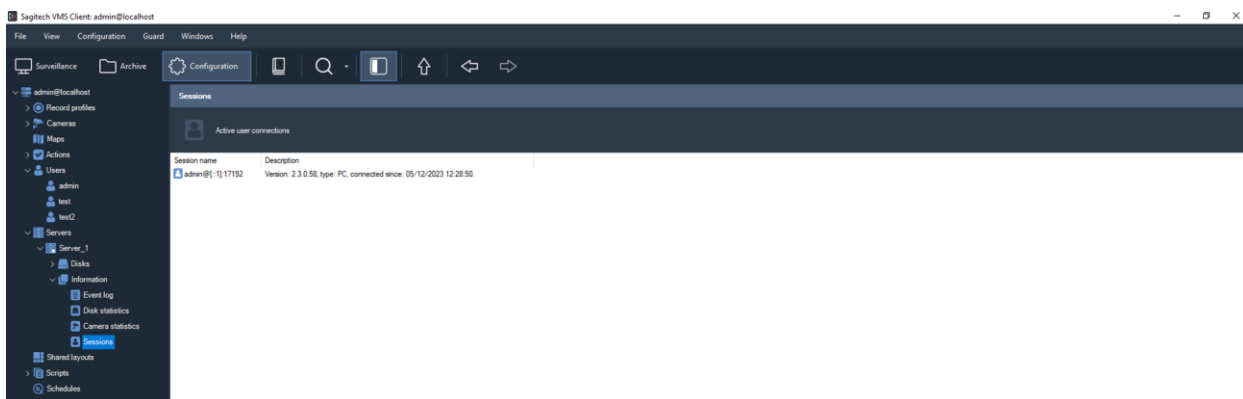 Sagitech VMS Client: admin@localhost
File View Configuration Guard Windows Help
Surveillance Archive Configuration
admin@localhost
Record profiles
Cameras
Maps
Actions
Users
admin
test
test2
Servers
Server_1
Disks
Information
Event log
Disk statistics
Camera statistics
Sessions
Shared layouts
Scripts
Schedules
Sessions
Active user connections
Session name Description
admin@[::1]:17192 Version: 2.3.0.58, type: PC, connected since: 05/12/2023 12:28:50.